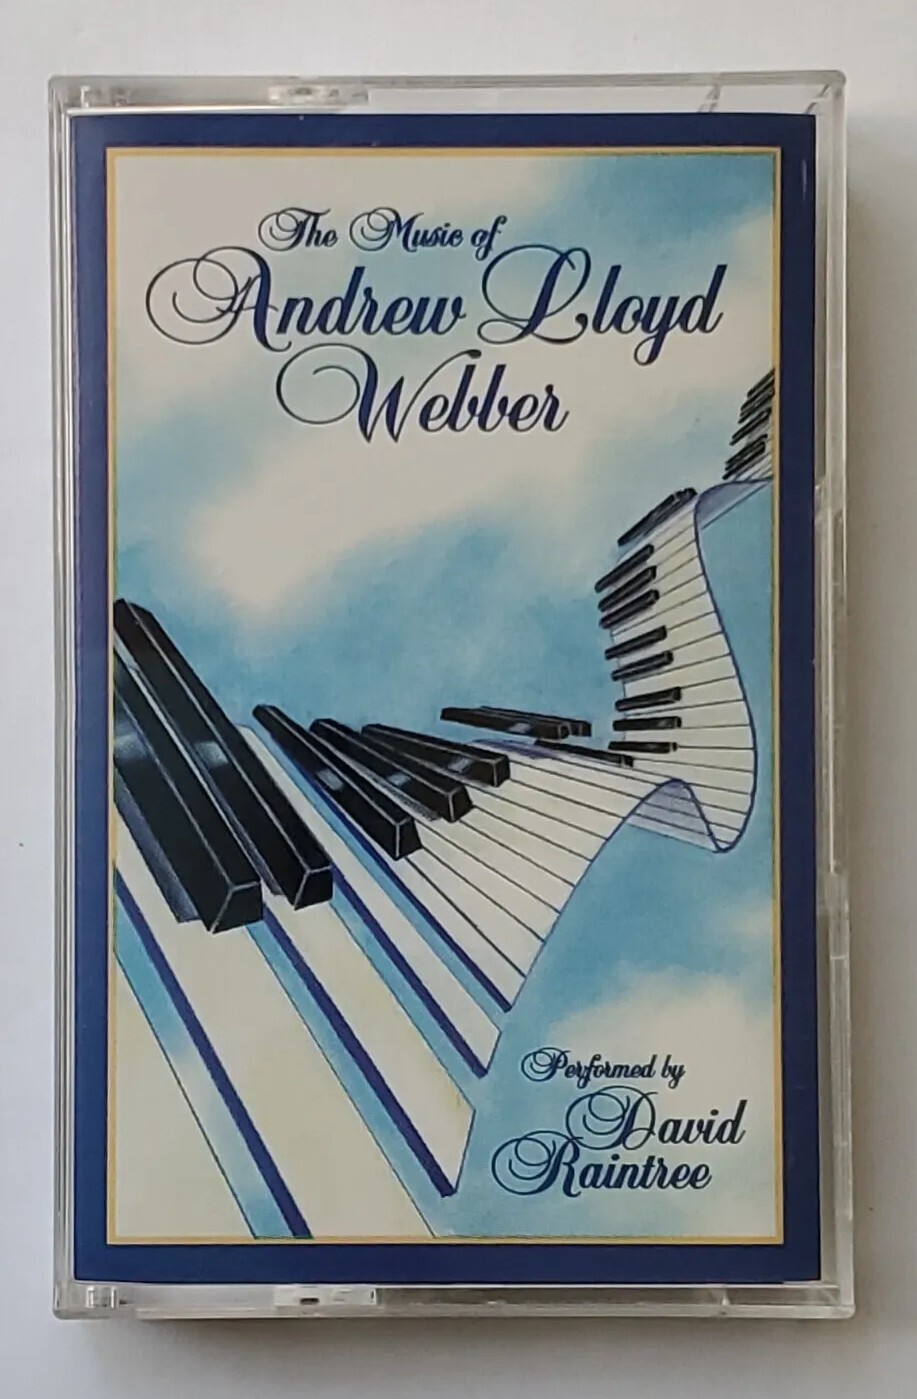 The Music of
Andrew Lloyd
Webber
Performed by
David
Raintree